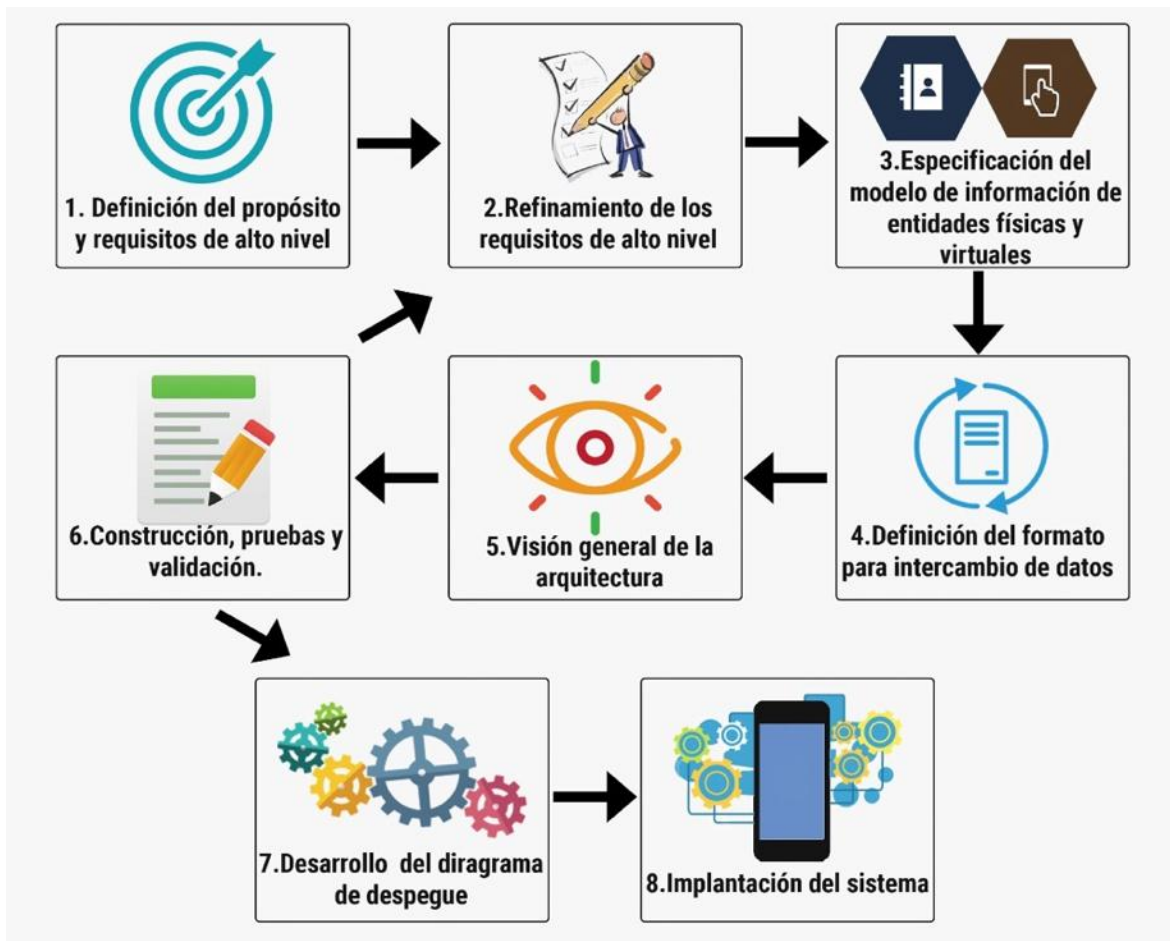 1. Definición del propósito
y requisitos de alto nivel
2.Refinamiento de los
requisitos de alto nivel
3.Especificación del
modelo de información de
entidades físicas y
virtuales
4.Definición del formato
para intercambio de datos
5.Visión general de la
arquitectura
6.Construcción, pruebas y
validación.
7.Desarrollo del diragrama
de despegue
8.Implantación del sistema